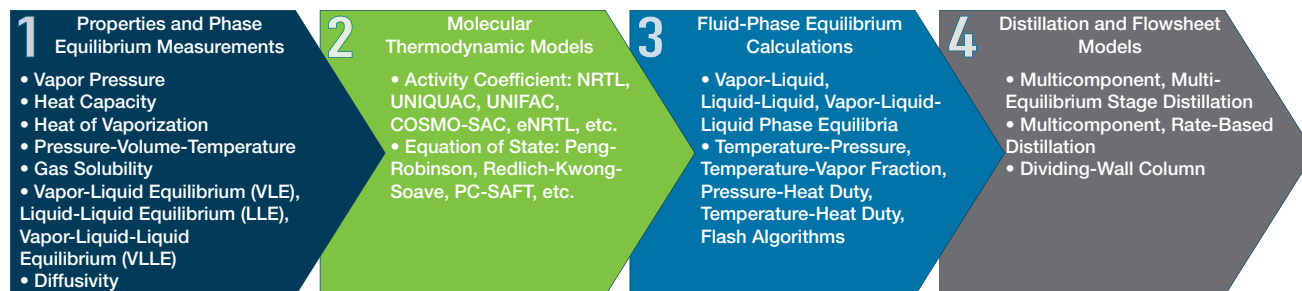 1
Properties and Phase
Equilibrium Measurements
• Vapor Pressure
• Heat Capacity
• Heat of Vaporization
• Pressure-Volume-Temperature
• Gas Solubility
• Vapor-Liquid Equilibrium (VLE),
Liquid-Liquid Equilibrium (LLE),
Vapor-Liquid-Liquid
Equilibrium (VLLE)
• Diffusivity
2
Molecular
Thermodynamic Models
• Activity Coefficient: NRTL,
UNIQUAC, UNIFAC,
COSMO-SAC, eNRTL, etc.
• Equation of State: Peng-
Robinson, Redlich-Kwong-
Soave, PC-SAFT, etc.
3
Fluid-Phase Equilibrium
Calculations
• Vapor-Liquid,
Liquid-Liquid, Vapor-Liquid-
Liquid Phase Equilibria
• Temperature-Pressure,
Temperature-Vapor Fraction,
Pressure-Heat Duty,
Temperature-Heat Duty,
Flash Algorithms
4
Distillation and Flowsheet
Models
• Multicomponent, Multi-
Equilibrium Stage Distillation
• Multicomponent, Rate-Based
Distillation
• Dividing-Wall Column